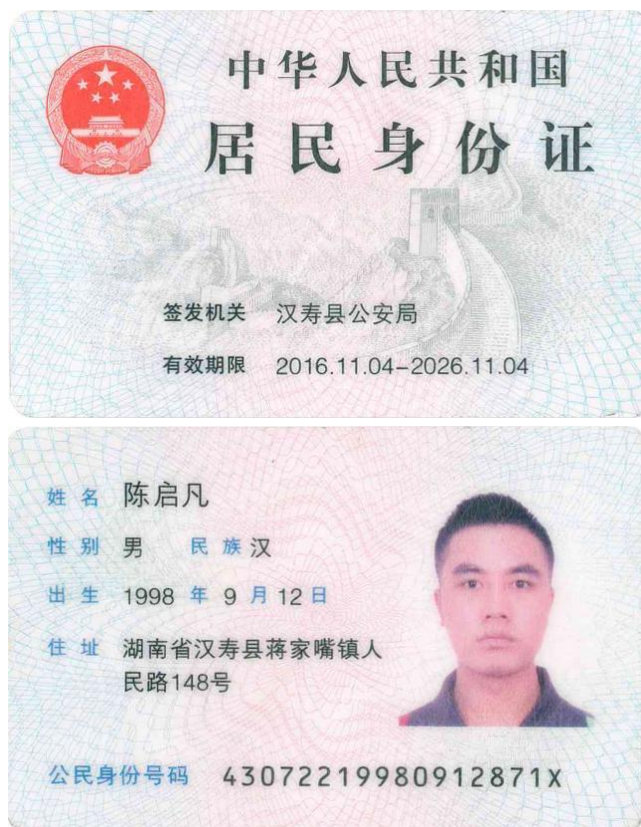 中华人民共和国
居民身份证
签发机关 汉寿县公安局
有效期限 2016.11.04-2026.11.04
姓名 陈启凡
性别 男 民族 汉
出生 1998 年 9 月 12 日
住址 湖南省汉寿县蒋家嘴镇人
民路148号
公民身份号码 43072219980912871X